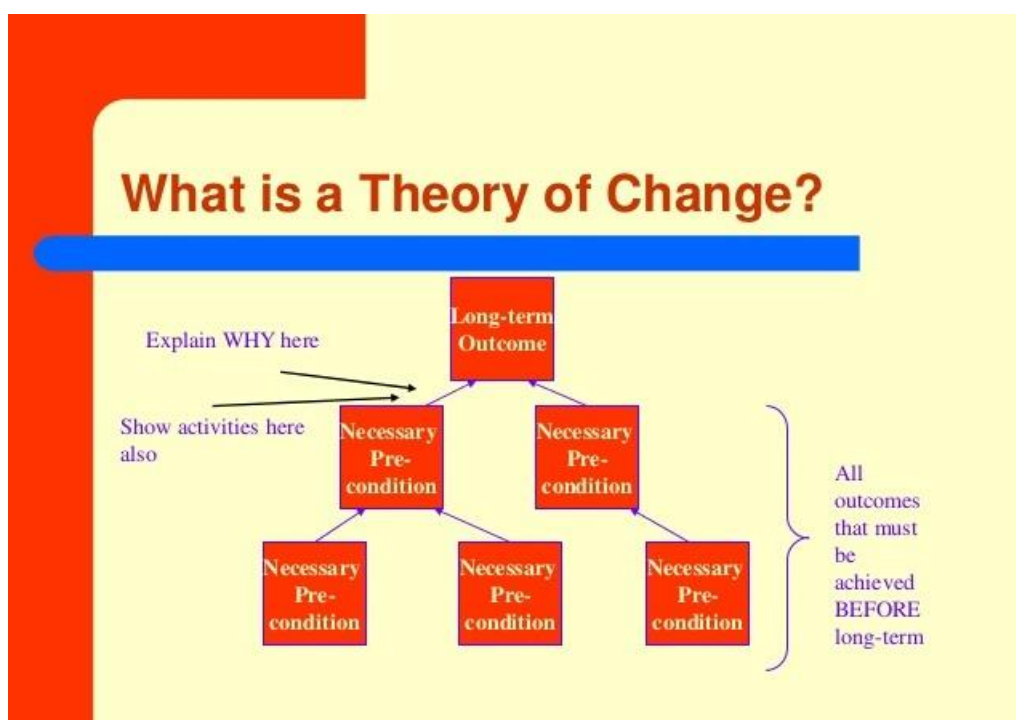 What is a Theory of Change?
Long-term
Outcome
Explain WHY here
Show activities here
also
Necessary
Pre-
condition
Necessary
Pre-
condition
Necessary
Pre-
condition
Necessary
Pre-
condition
Necessary
Pre-
condition
All
outcomes
that must
be
achieved
BEFORE
long-term